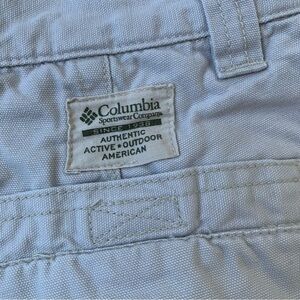 Columbia
Sportswear Company
SINCE 1938
AUTHENTIC
ACTIVE • OUTDOOR
AMERICAN